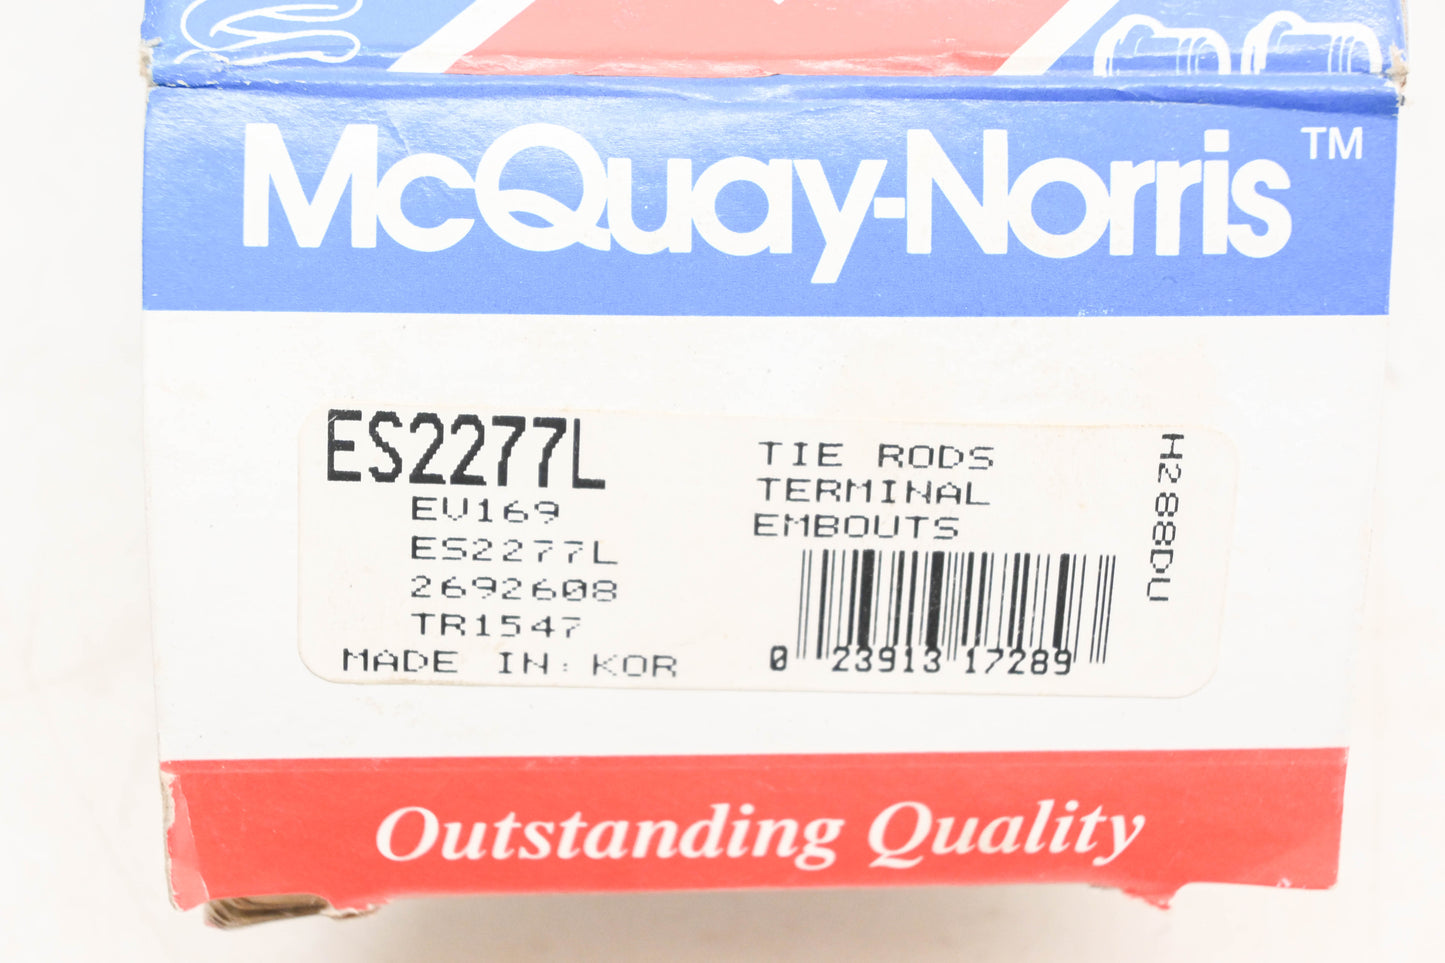 McQuay-Norris™
ES2277L
EV169
ES2277L
2692608
TR1547
MADE IN: KOR
TIE RODS
TERMINAL
EMBOUTS
0 23913 17289
H288DU
Outstanding Quality